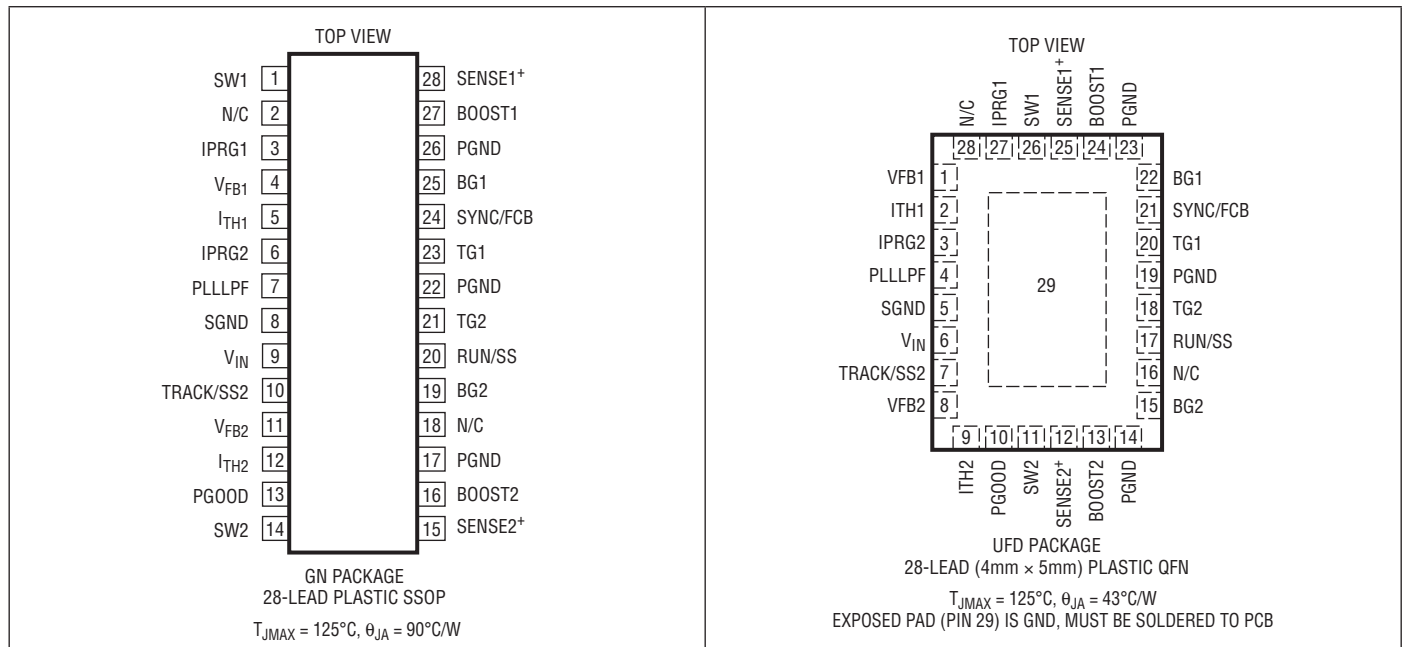 TOP VIEW
SW1 1
N/C 2
IPRG1 3
VFB1 4
ITH1 5
IPRG2 6
PLLLPF 7
SGND 8
VIN 9
TRACK/SS2 10
VFB2 11
ITH2 12
PGOOD 13
SW2 14
28 SENSE1+
27 BOOST1
26 PGND
25 BG1
24 SYNC/FCB
23 TG1
22 PGND
21 TG2
20 RUN/SS
19 BG2
18 N/C
17 PGND
16 BOOST2
15 SENSE2+
GN PACKAGE
28-LEAD PLASTIC SSOP
TJMAX = 125°C, θJA = 90°C/W
TOP VIEW
N/C
IPRG1
SW1
SENSE1+
BOOST1
PGND
28 27 26 25 24 23
VFB1 1
ITH1 2
IPRG2 3
PLLLPF 4
SGND 5
VIN 6
TRACK/SS2 7
VFB2 8
29
22 BG1
21 SYNC/FCB
20 TG1
19 PGND
18 TG2
17 RUN/SS
16 N/C
15 BG2
9 10 11 12 13 14
ITH2
PGOOD
SW2
SENSE2+
BOOST2
PGND
UFD PACKAGE
28-LEAD (4mm × 5mm) PLASTIC QFN
TJMAX = 125°C, θJA = 43°C/W
EXPOSED PAD (PIN 29) IS GND, MUST BE SOLDERED TO PCB